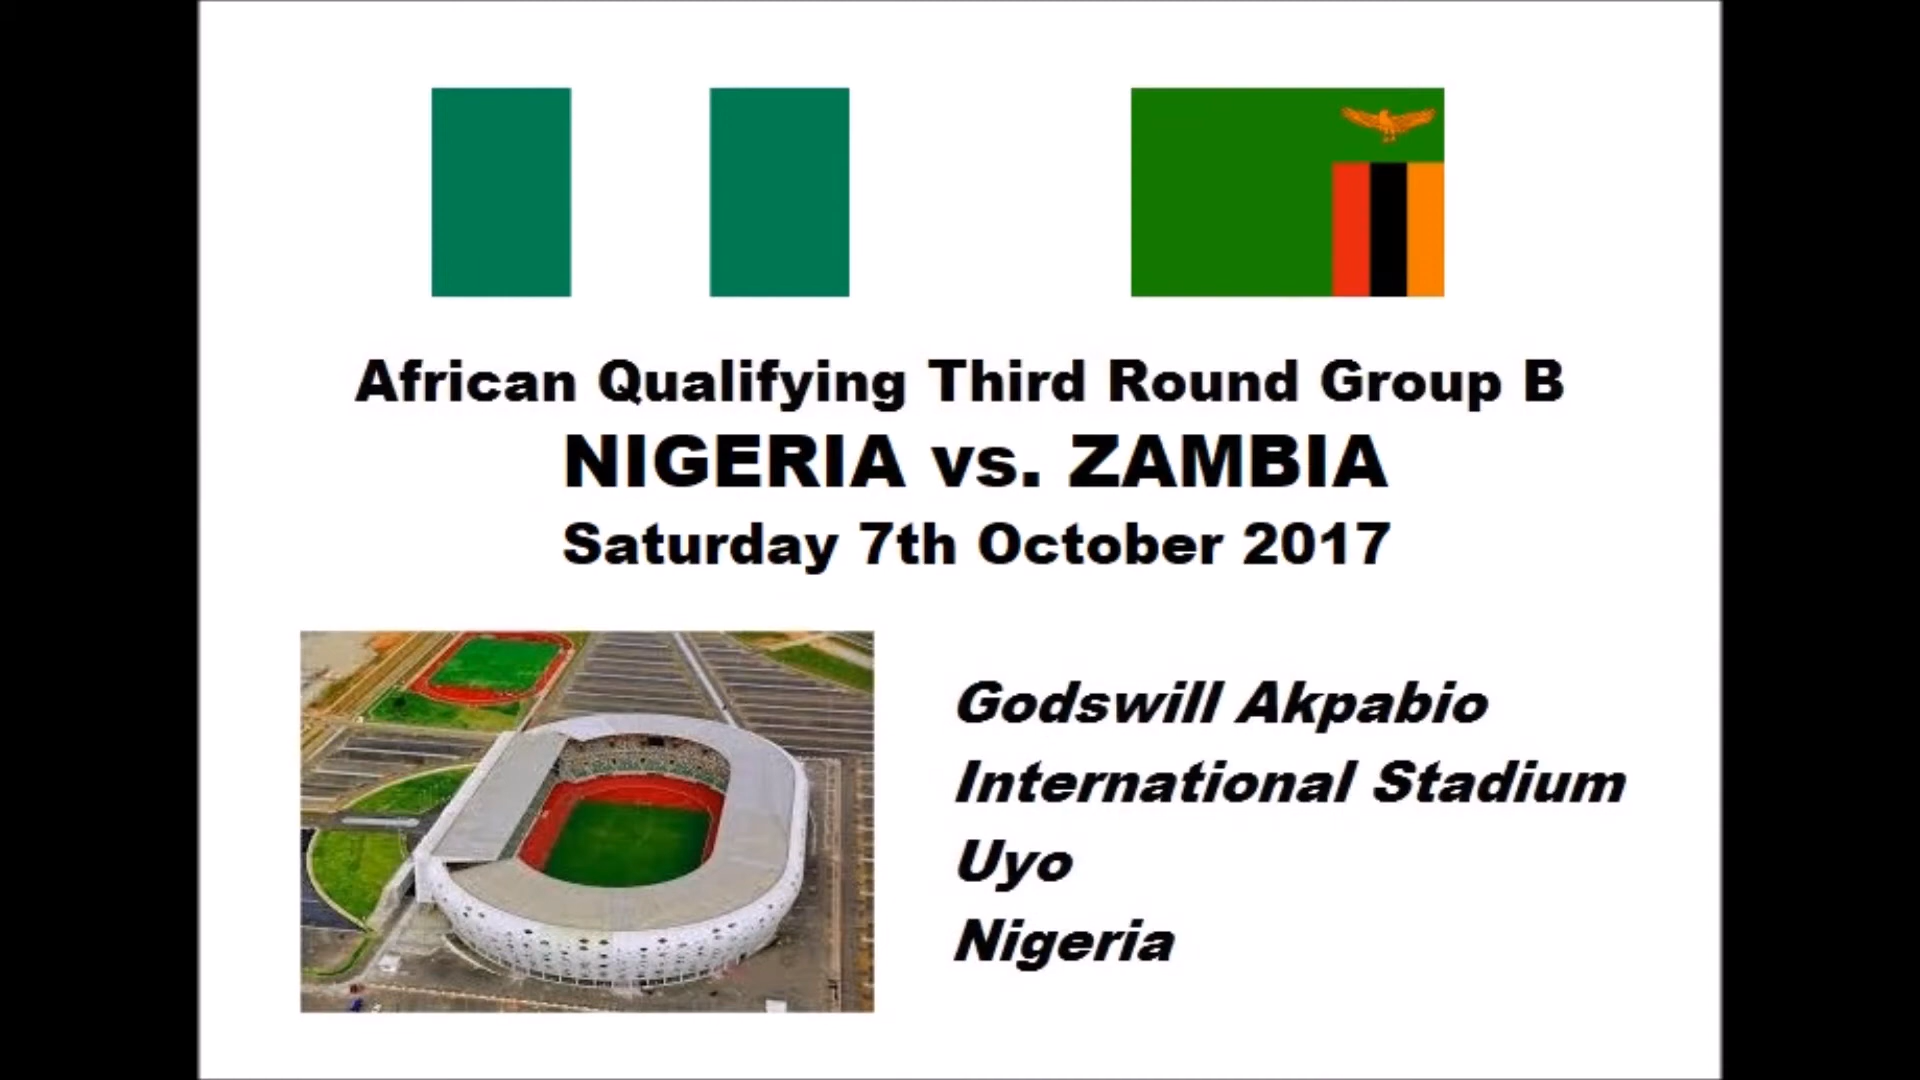 African Qualifying Third Round Group B
NIGERIA vs. ZAMBIA
Saturday 7th October 2017
Godswill Akpabio
International Stadium
Uyo
Nigeria